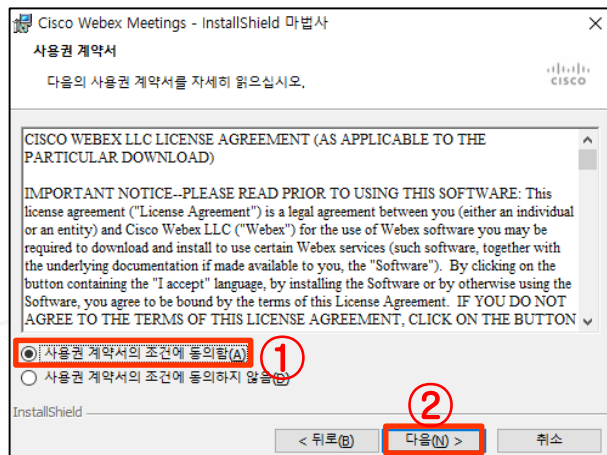 Cisco Webex Meetings - InstallShield 마법사
사용권 계약서
다음의 사용권 계약서를 자세히 읽으십시오.
CISCO
CISCO WEBEX LLC LICENSE AGREEMENT (AS APPLICABLE TO THE
PARTICULAR DOWNLOAD)
IMPORTANT NOTICE--PLEASE READ PRIOR TO USING THIS SOFTWARE: This
license agreement ("License Agreement") is a legal agreement between you (either an individual
or an entity) and Cisco Webex LLC ("Webex") for the use of Webex software you may be
required to download and install to use certain Webex services (such software, together with
the underlying documentation if made available to you, the "Software").  By clicking on the
button containing the "I accept" language, by installing the Software or by otherwise using the
Software, you agree to be bound by the terms of this License Agreement.  IF YOU DO NOT
AGREE TO THE TERMS OF THIS LICENSE AGREEMENT, CLICK ON THE BUTTON
사용권 계약서의 조건에 동의함(A) ①
사용권 계약서의 조건에 동의하지 않음(D)
②
InstallShield
< 뒤로(B) 다음(N) > 취소